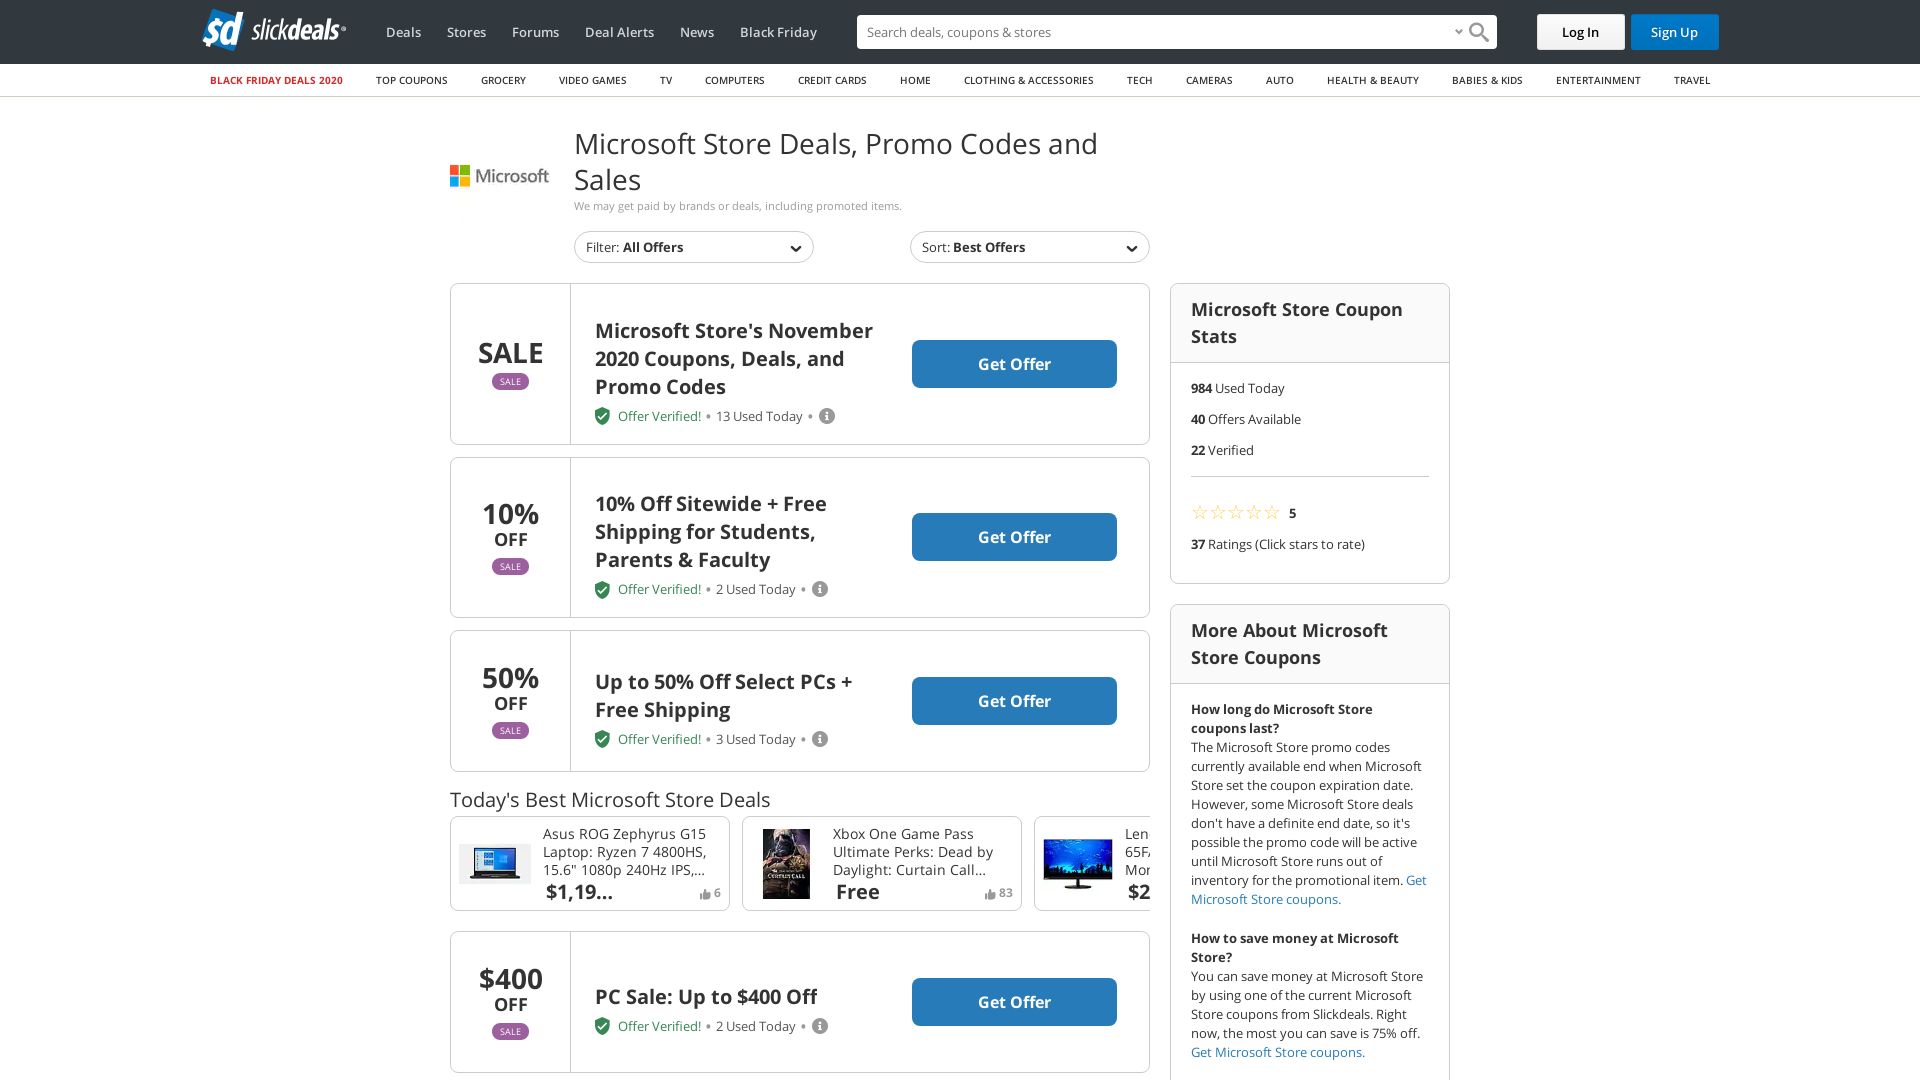 sd slickdeals
Deals
Stores
Forums
Deal Alerts
News
Black Friday
Search deals, coupons & stores
Log In
Sign Up
BLACK FRIDAY DEALS 2020
TOP COUPONS
GROCERY
VIDEO GAMES
TV
COMPUTERS
CREDIT CARDS
HOME
CLOTHING & ACCESSORIES
TECH
CAMERAS
AUTO
HEALTH & BEAUTY
BABIES & KIDS
ENTERTAINMENT
TRAVEL
Microsoft
Microsoft Store Deals, Promo Codes and
Sales
We may get paid by brands or deals, including promoted items.
Filter: All Offers
Sort: Best Offers
SALE
SALE
Microsoft Store's November
2020 Coupons, Deals, and
Promo Codes
Offer Verified! • 13 Used Today •
Get Offer
10%
OFF
SALE
10% Off Sitewide + Free
Shipping for Students,
Parents & Faculty
Offer Verified! • 2 Used Today •
Get Offer
50%
OFF
SALE
Up to 50% Off Select PCs +
Free Shipping
Offer Verified! • 3 Used Today •
Get Offer
Today's Best Microsoft Store Deals
Asus ROG Zephyrus G15
Laptop: Ryzen 7 4800HS,
15.6" 1080p 240Hz IPS,...
$1,19...
6
CURTAIN CALL
Xbox One Game Pass
Ultimate Perks: Dead by
Daylight: Curtain Call...
Free
83
Len
65F
Mor
$2
$400
OFF
SALE
PC Sale: Up to $400 Off
Offer Verified! • 2 Used Today •
Get Offer
Microsoft Store Coupon
Stats
984 Used Today
40 Offers Available
22 Verified
5
37 Ratings (Click stars to rate)
More About Microsoft
Store Coupons
How long do Microsoft Store
coupons last?
The Microsoft Store promo codes
currently available end when Microsoft
Store set the coupon expiration date.
However, some Microsoft Store deals
don't have a definite end date, so it's
possible the promo code will be active
until Microsoft Store runs out of
inventory for the promotional item. Get
Microsoft Store coupons.
How to save money at Microsoft
Store?
You can save money at Microsoft Store
by using one of the current Microsoft
Store coupons from Slickdeals. Right
now, the most you can save is 75% off.
Get Microsoft Store coupons.